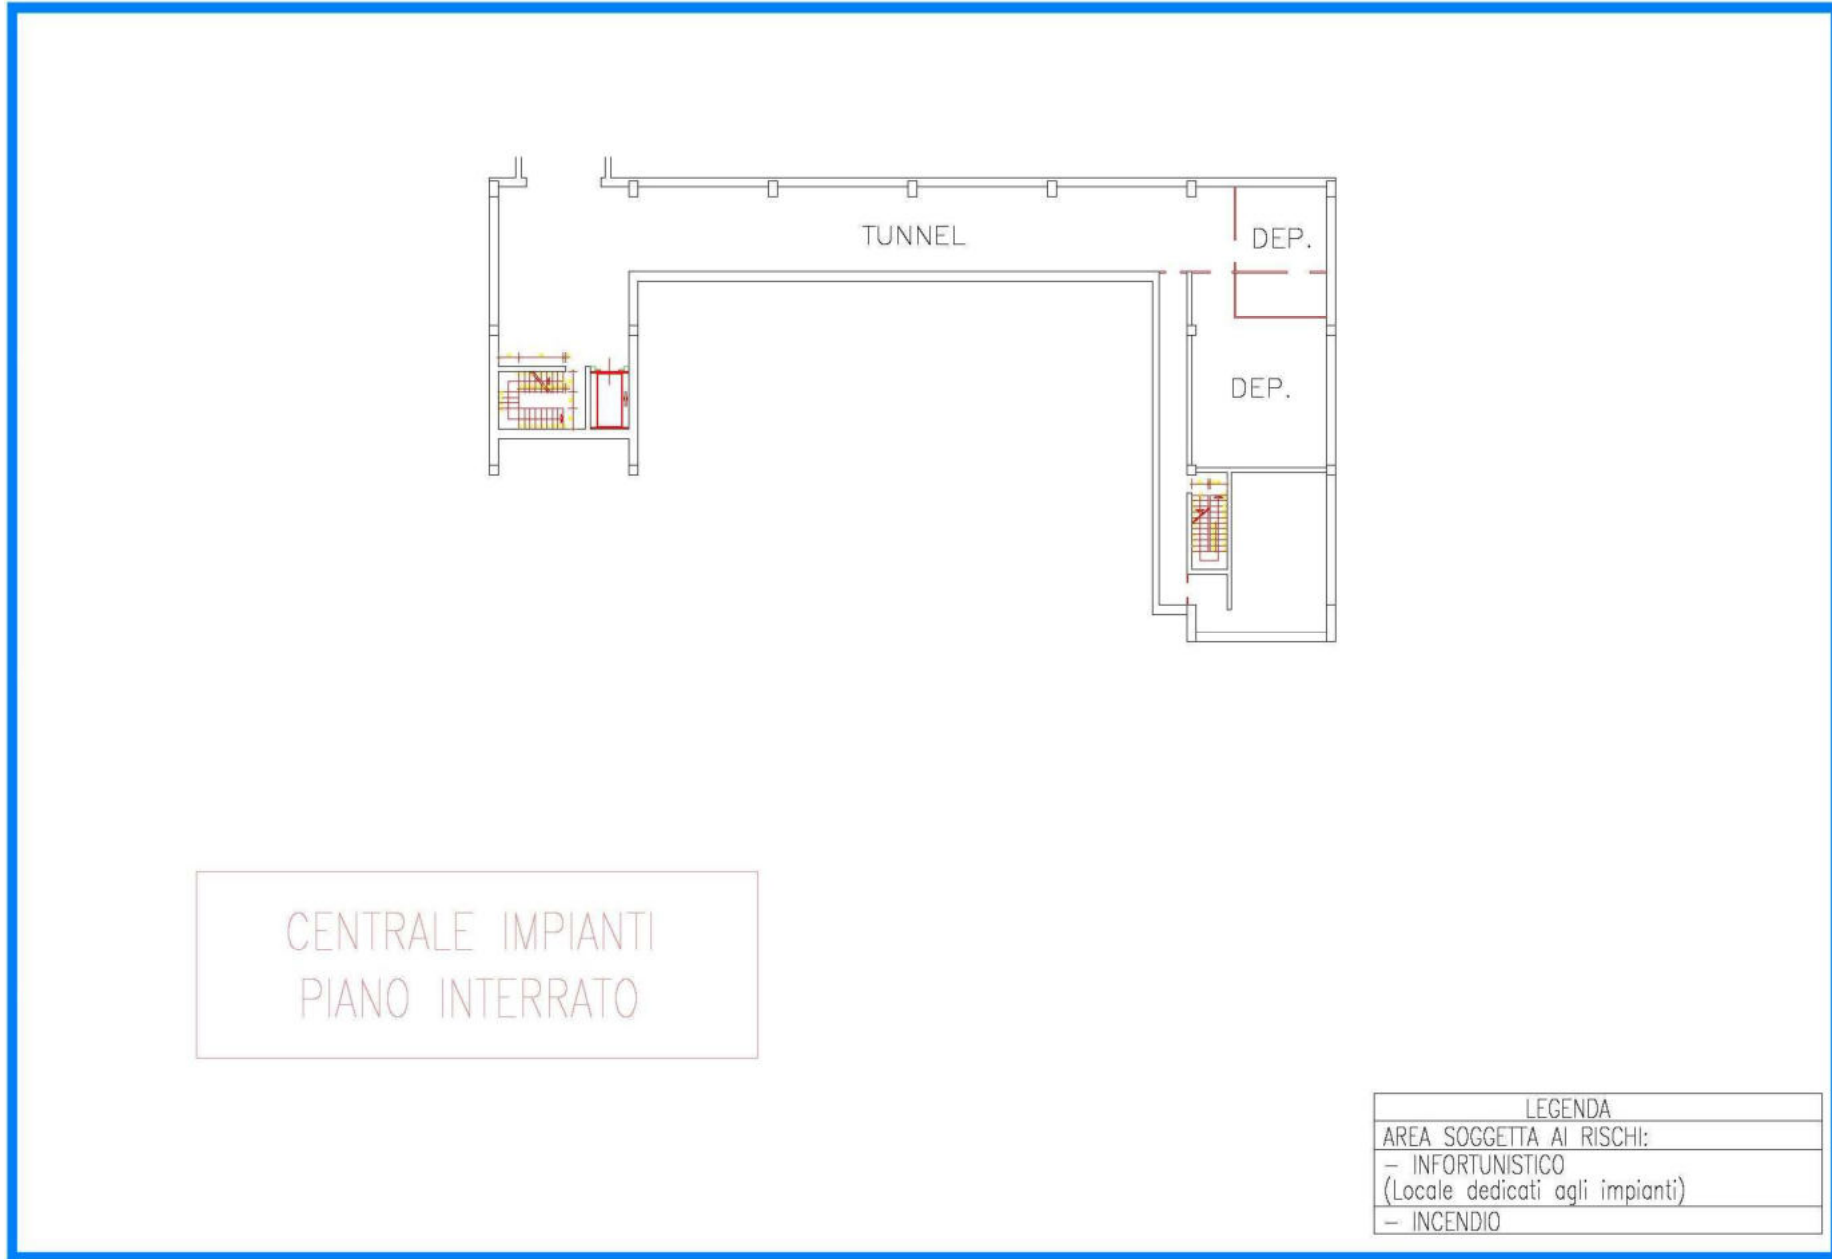 TUNNEL
DEP.
DEP.
CENTRALE IMPIANTI
PIANO INTERRATO
LEGENDA
AREA SOGGETTA AI RISCHI:
– INFORTUNISTICO
(Locale dedicati agli impianti)
– INCENDIO